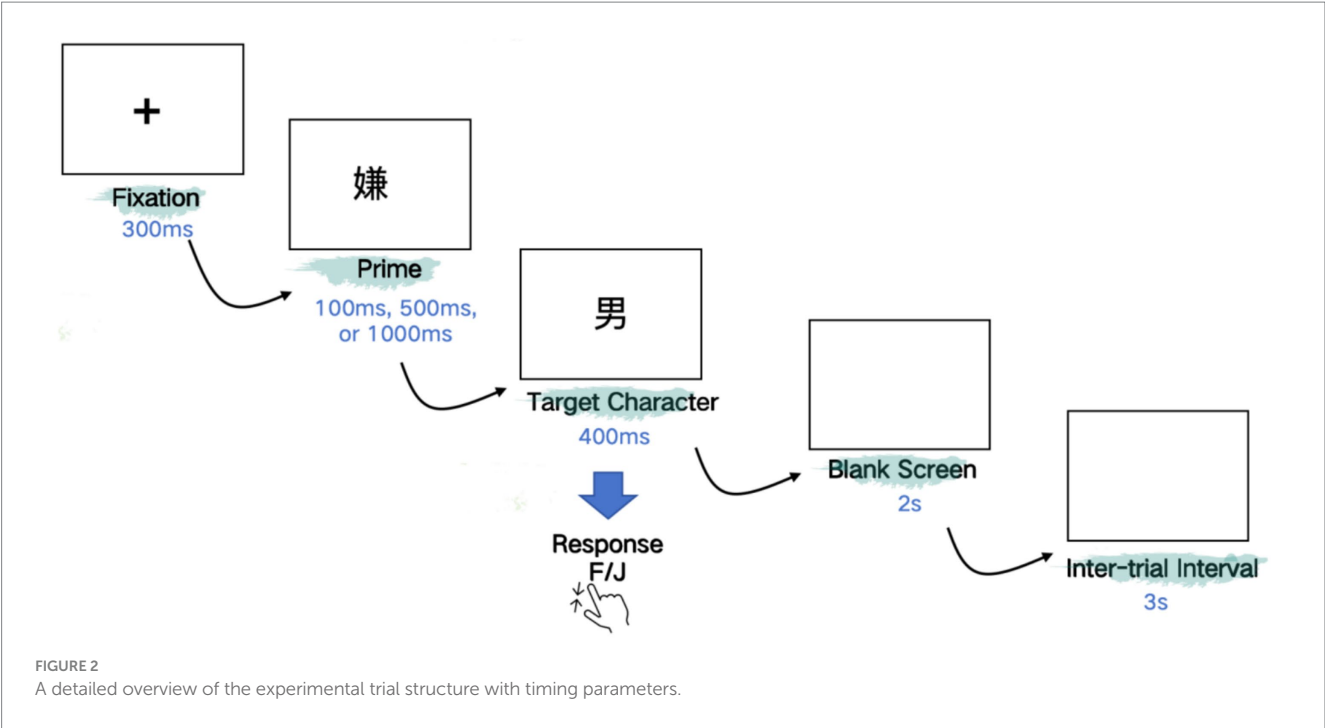 +
Fixation
300ms
嫌
Prime
100ms, 500ms,
or 1000ms
男
Target Character
400ms
Response
F/J
Blank Screen
2s
Inter-trial Interval
3s
FIGURE 2
A detailed overview of the experimental trial structure with timing parameters.